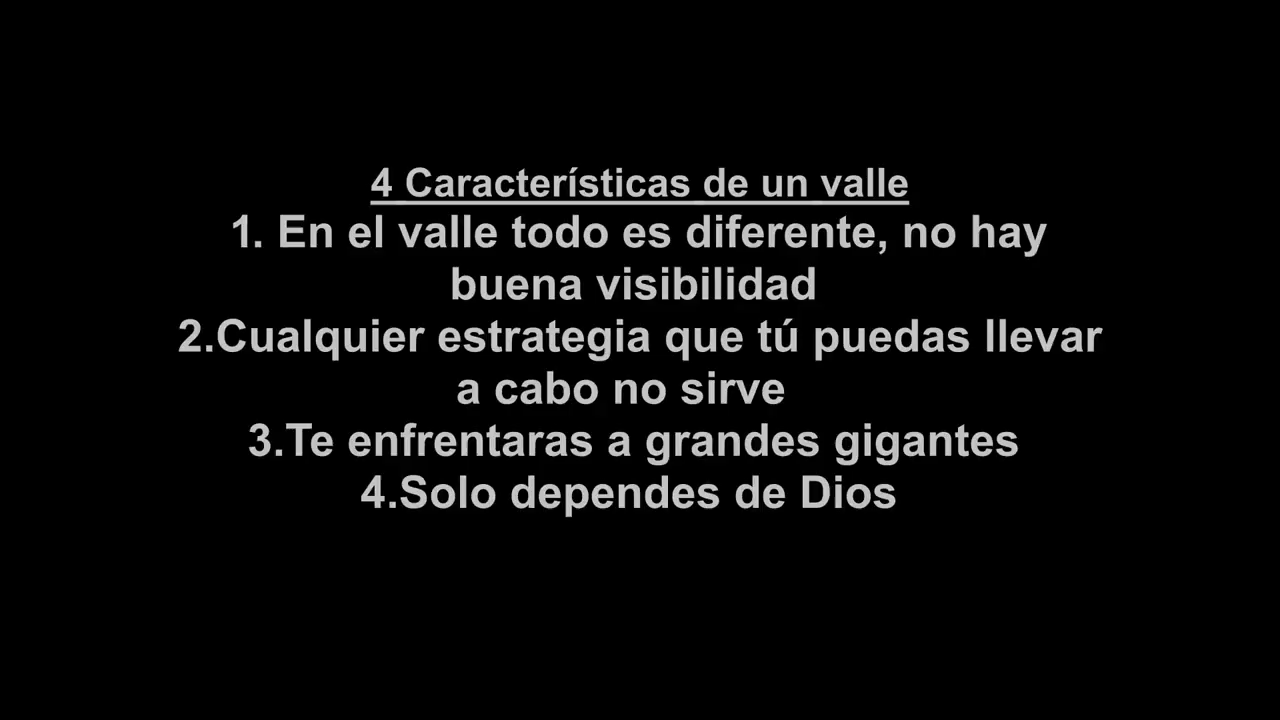 4 Características de un valle
1. En el valle todo es diferente, no hay
buena visibilidad
2.Cualquier estrategia que tú puedas llevar
a cabo no sirve
3.Te enfrentaras a grandes gigantes
4.Solo dependes de Dios